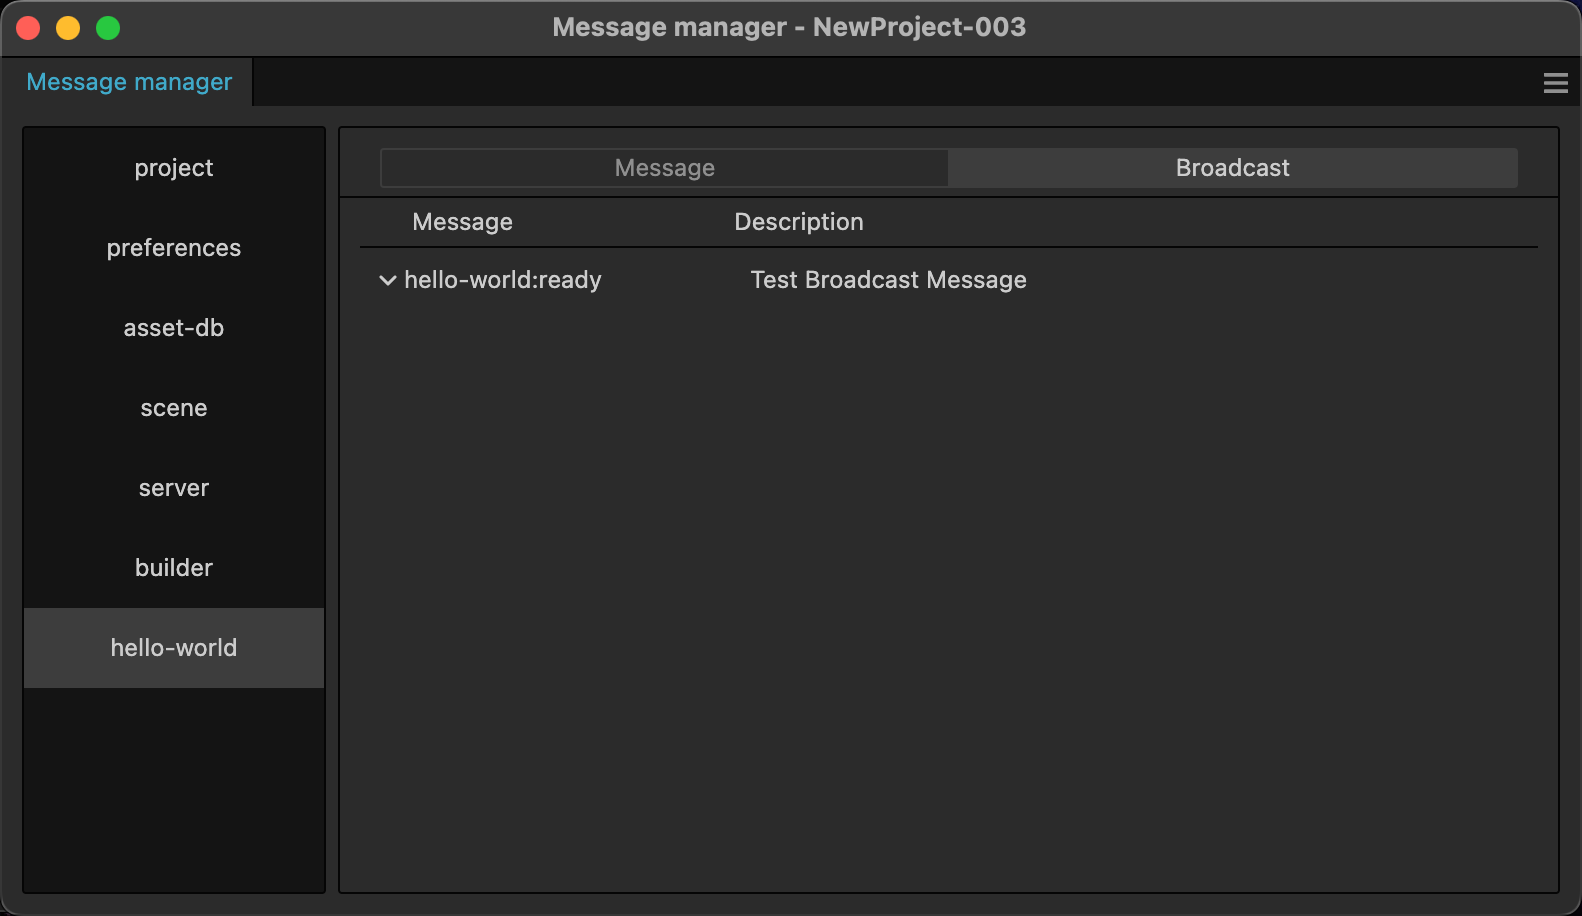 Message manager - NewProject-003
Message manager
project
preferences
asset-db
scene
server
builder
hello-world
Message Broadcast
Message Description
hello-world:ready Test Broadcast Message